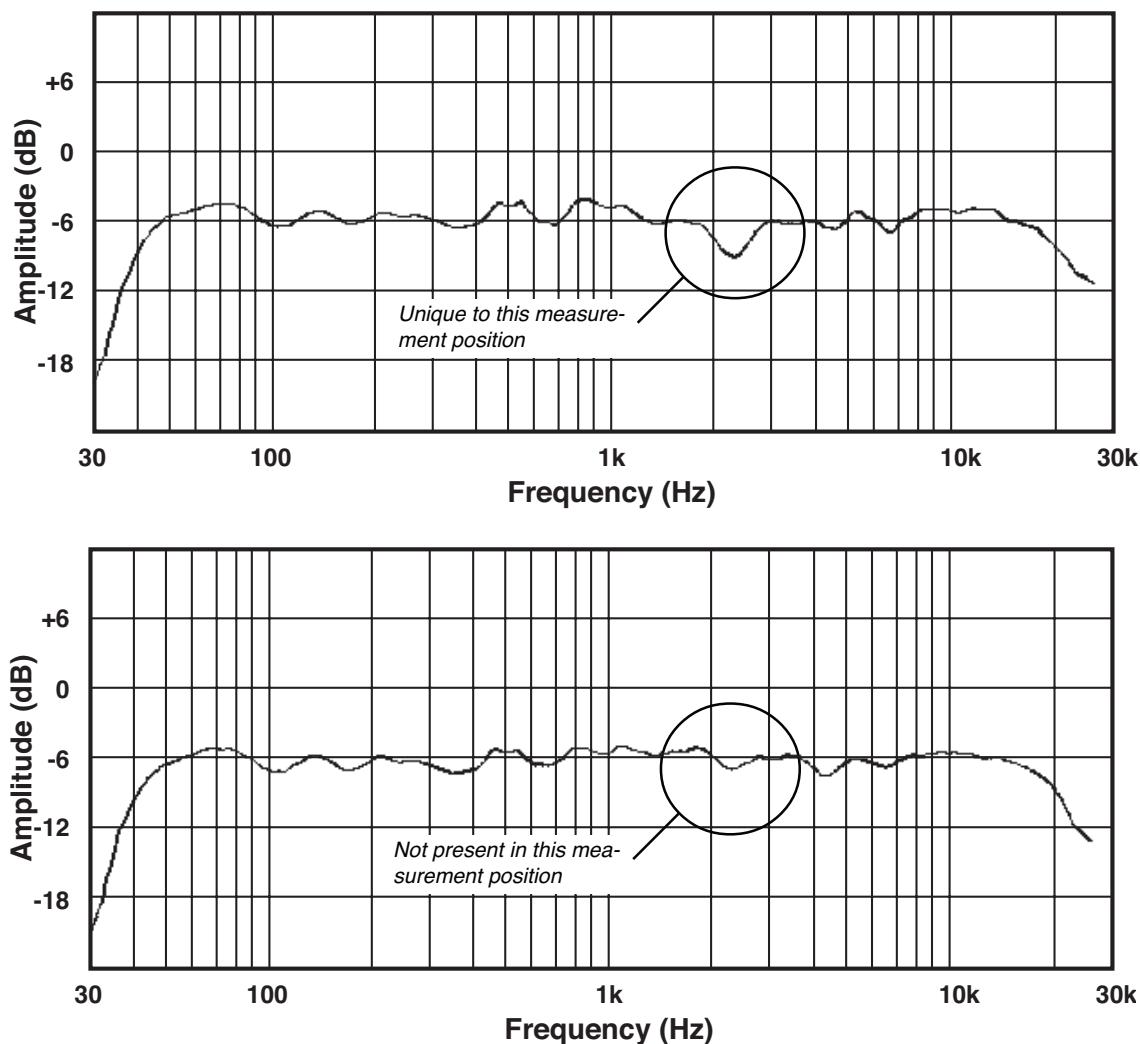 Amplitude (dB)
+6
0
-6
-12
-18
Unique to this measure-
ment position
30 100 1k 10k 30k
Frequency (Hz)
Amplitude (dB)
+6
0
-6
-12
-18
Not present in this mea-
surement position
30 100 1k 10k 30k
Frequency (Hz)